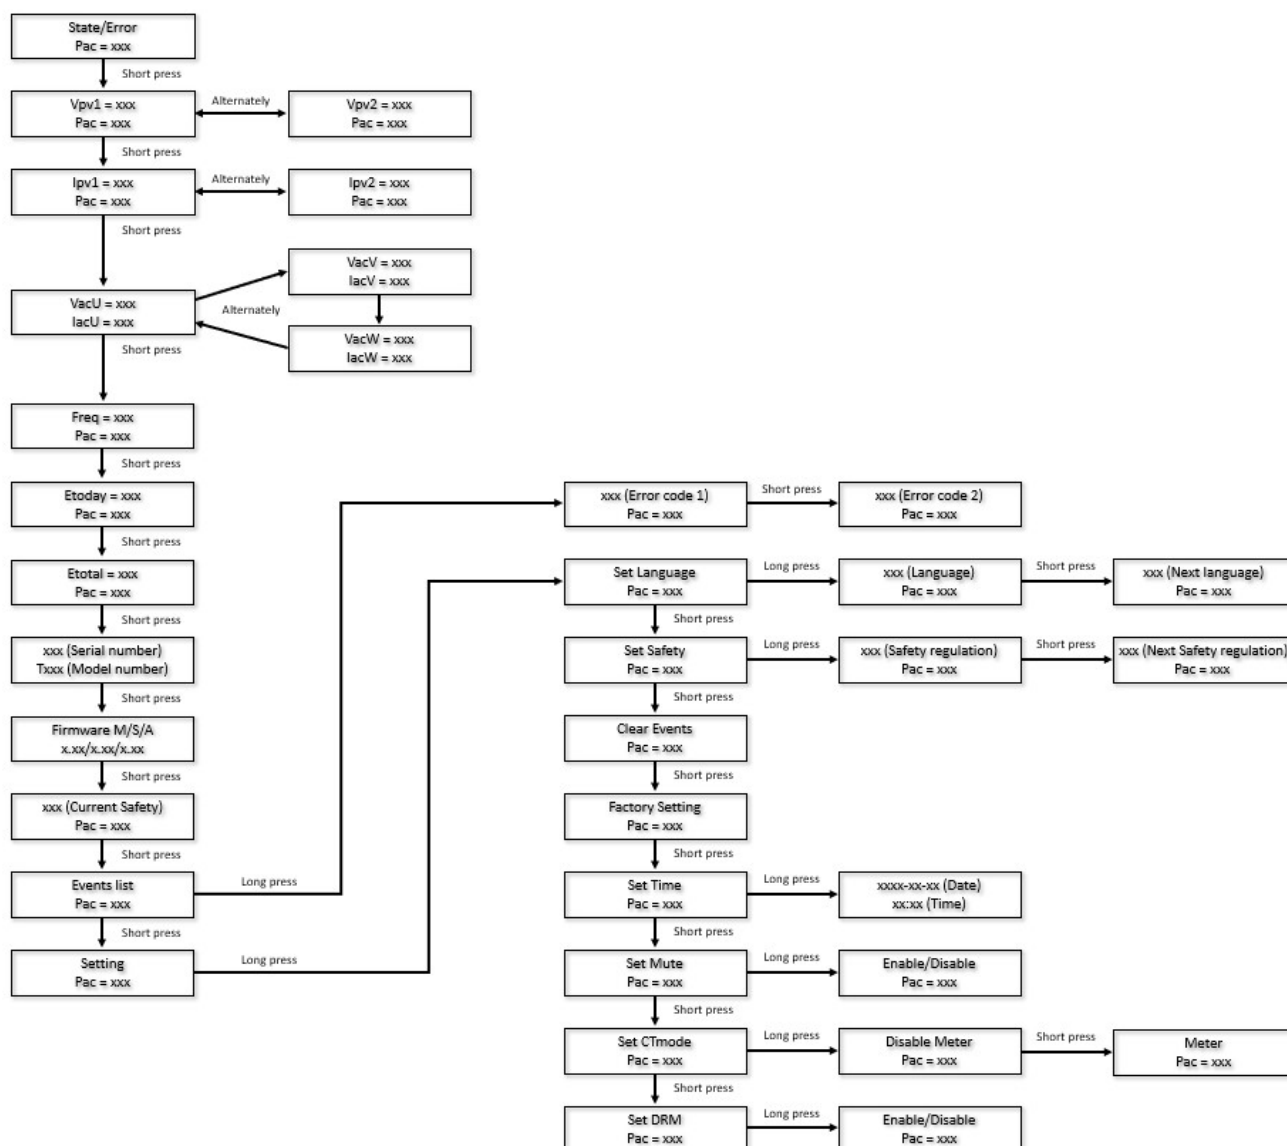 State/Error
Pac = xxx
Short press
Vpv1 = xxx
Pac = xxx
Alternately
Vpv2 = xxx
Pac = xxx
Short press
Ipv1 = xxx
Pac = xxx
Alternately
Ipv2 = xxx
Pac = xxx
Short press
VacU = xxx
IacU = xxx
Alternately
VacV = xxx
IacV = xxx
VacW = xxx
IacW = xxx
Short press
Freq = xxx
Pac = xxx
Short press
Etoday = xxx
Pac = xxx
Short press
Etotal = xxx
Pac = xxx
Short press
xxx (Serial number)
Txxx (Model number)
Short press
Firmware M/S/A
x.xx/x.xx/x.xx
Short press
xxx (Current Safety)
Pac = xxx
Short press
Events list
Pac = xxx
Long press
Short press
Setting
Pac = xxx
Long press
xxx (Error code 1)
Pac = xxx
Short press
xxx (Error code 2)
Pac = xxx
Set Language
Pac = xxx
Long press
xxx (Language)
Pac = xxx
Short press
xxx (Next language)
Pac = xxx
Short press
Set Safety
Pac = xxx
Long press
xxx (Safety regulation)
Pac = xxx
Short press
xxx (Next Safety regulation)
Pac = xxx
Short press
Clear Events
Pac = xxx
Short press
Factory Setting
Pac = xxx
Short press
Set Time
Pac = xxx
Long press
xxxx-xx-xx (Date)
xx:xx (Time)
Short press
Set Mute
Pac = xxx
Long press
Enable/Disable
Pac = xxx
Short press
Set CTmode
Pac = xxx
Long press
Disable Meter
Pac = xxx
Short press
Meter
Pac = xxx
Short press
Set DRM
Pac = xxx
Long press
Enable/Disable
Pac = xxx